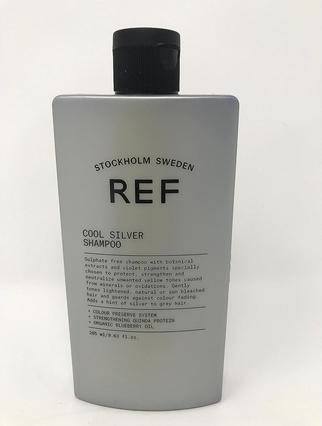 STOCKHOLM SWEDEN
REF
COOL SILVER
SHAMPOO
Sulphate free shampoo with botanical
extracts and violet pigments specially
chosen to protect, strengthen and
neutralize unwanted yellow tones caused
from minerals or oxidations. Gently
tones lightened, natural or sun bleached
hair and guards against colour fading.
Adds a hint of silver to grey hair.
+ COLOUR PRESERVE SYSTEM
+ STRENGTHENING QUINOA PROTEIN
+ ORGANIC BLUEBERRY OIL
285 ml/9.63 fl.oz.